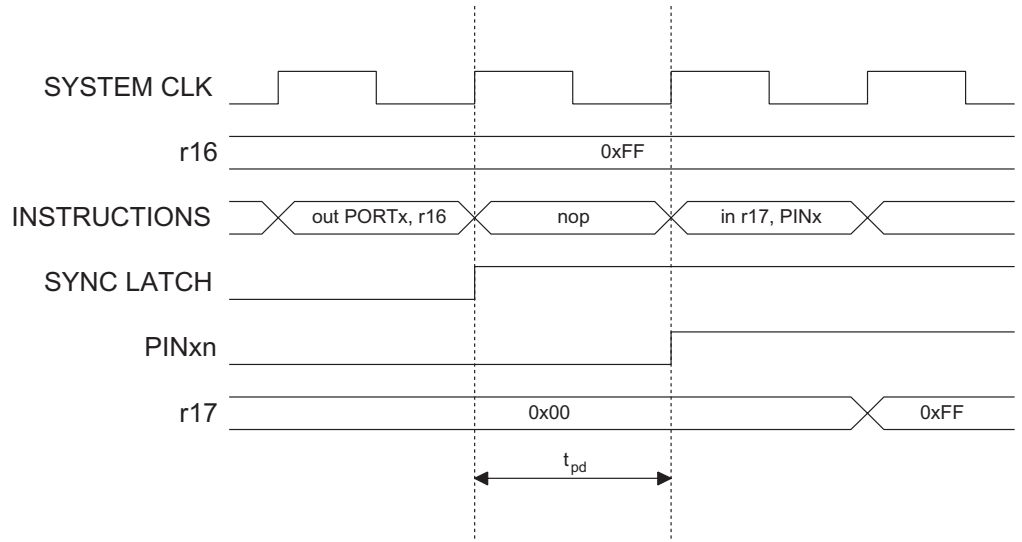 SYSTEM CLK
r16
0xFF
INSTRUCTIONS
out PORTx, r16
nop
in r17, PINx
SYNC LATCH
PINxn
r17
0x00
0xFF
tpd